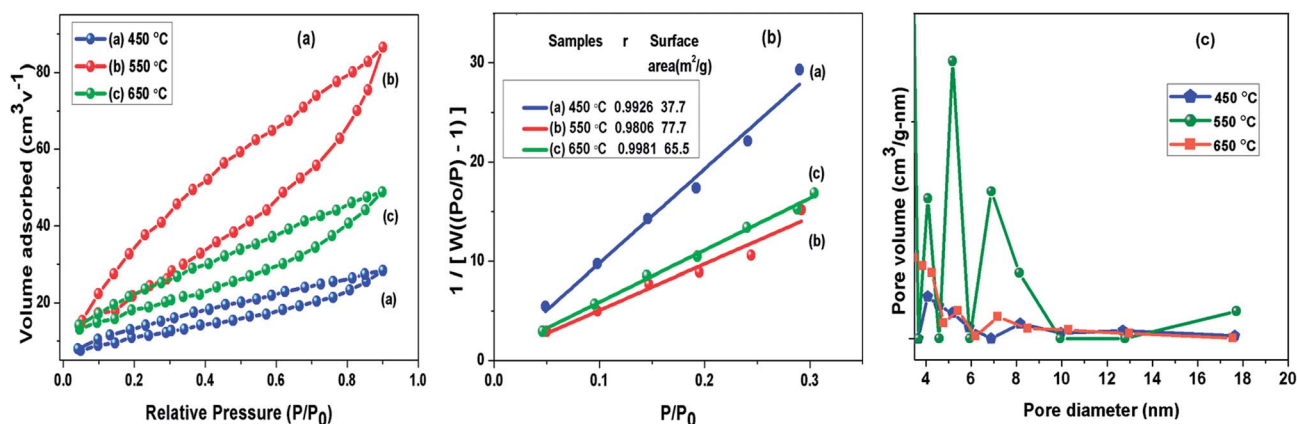 (a) 450 °C
(b) 550 °C
(c) 650 °C
(a)
(b)
(c)
(a)
80
60
40
20
0.0 0.2 0.4 0.6 0.8 1.0
Volume adsorbed (cm³v⁻¹)
Relative Pressure (P/P₀)
Samples r Surface
area(m²/g)
(a) 450 °C 0.9926 37.7
(b) 550 °C 0.9806 77.7
(c) 650 °C 0.9981 65.5
(b)
(a)
(c)
(b)
30
20
10
0
0.0 0.1 0.2 0.3
1 / [ W((Po/P) - 1) ]
P/P₀
(c)
450 °C
550 °C
650 °C
4 6 8 10 12 14 16 18 20
Pore volume (cm³/g-nm)
Pore diameter (nm)